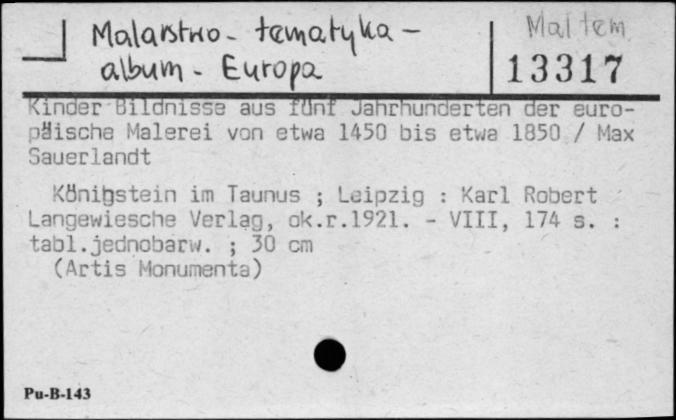 Malarstwo - tematyka -
album - Europa
Mal tem
13317
Kinder Bildnisse aus fünf Jahrhunderten der euro-
päische Malerei von etwa 1450 bis etwa 1850 / Max
Sauerlandt
Königstein im Taunus ; Leipzig : Karl Robert
Langewiesche Verlag, ok.r.1921. - VIII, 174 s. :
tabl.jednobarw. ; 30 cm
(Artis Monumenta)
Pu-B-143